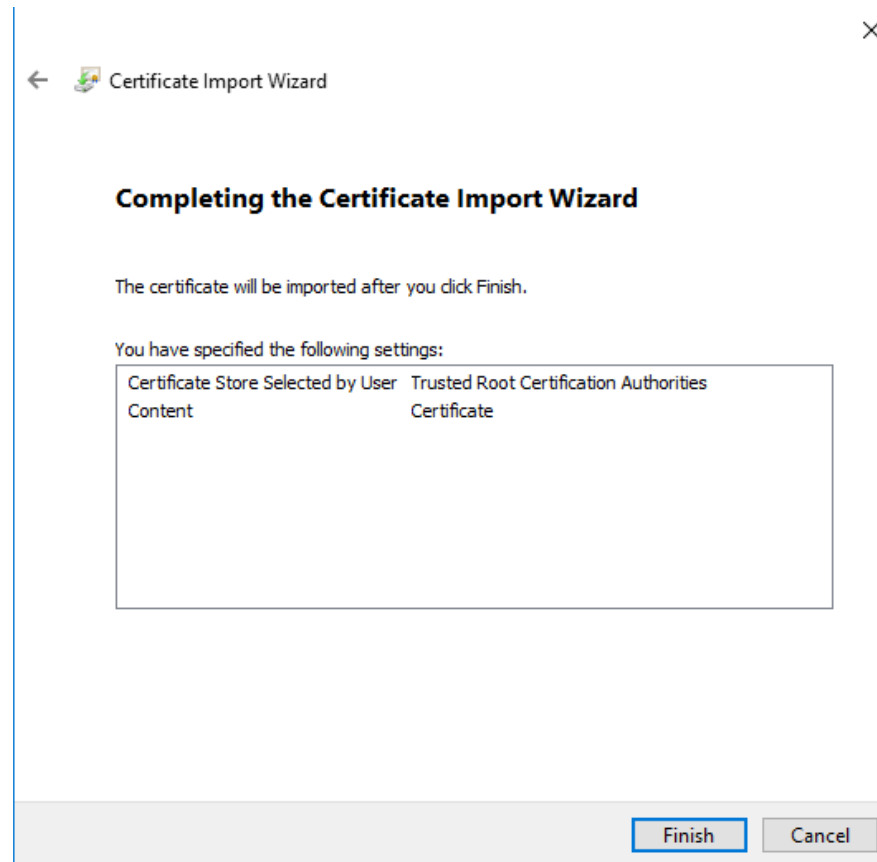 Certificate Import Wizard
Completing the Certificate Import Wizard
The certificate will be imported after you click Finish.
You have specified the following settings:
Certificate Store Selected by User Trusted Root Certification Authorities
Content Certificate
Finish Cancel